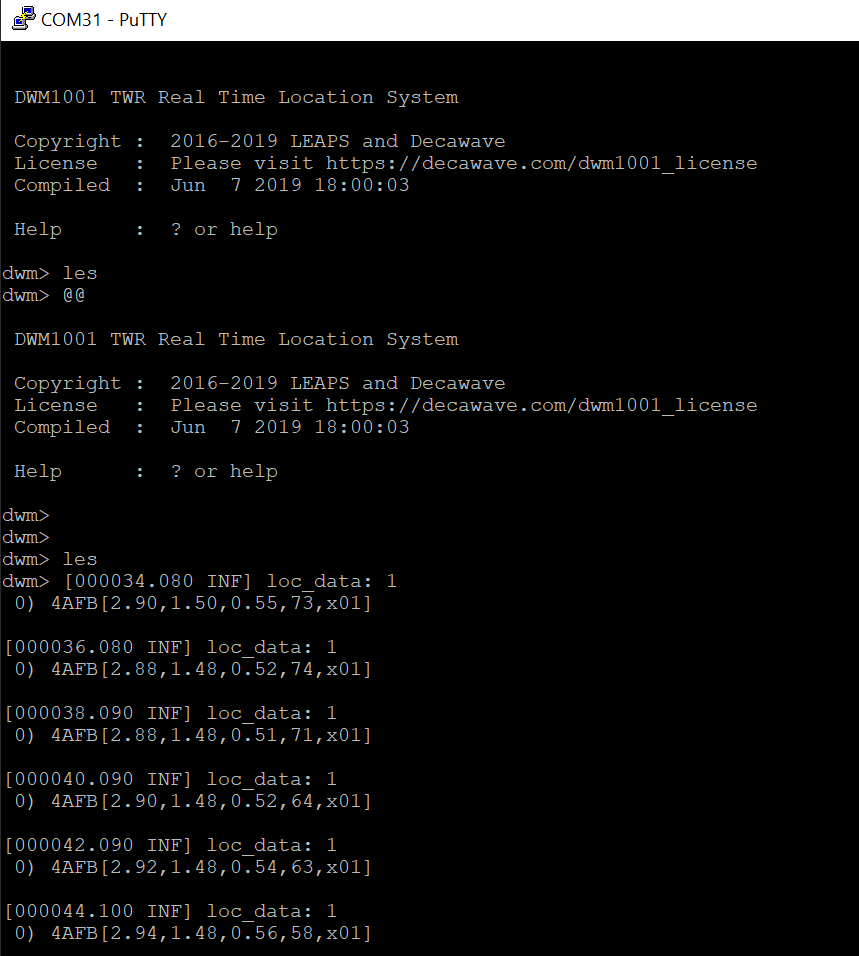 COM31 - PuTTY
DWM1001 TWR Real Time Location System
Copyright :  2016-2019 LEAPS and Decawave
License   :  Please visit https://decawave.com/dwm1001_license
Compiled  :  Jun  7 2019 18:00:03
Help      :  ? or help
dwm> les
dwm> @@
DWM1001 TWR Real Time Location System
Copyright :  2016-2019 LEAPS and Decawave
License   :  Please visit https://decawave.com/dwm1001_license
Compiled  :  Jun  7 2019 18:00:03
Help      :  ? or help
dwm>
dwm>
dwm> les
dwm> [000034.080 INF] loc_data: 1
0) 4AFB[2.90,1.50,0.55,73,x01]
[000036.080 INF] loc_data: 1
0) 4AFB[2.88,1.48,0.52,74,x01]
[000038.090 INF] loc_data: 1
0) 4AFB[2.88,1.48,0.51,71,x01]
[000040.090 INF] loc_data: 1
0) 4AFB[2.90,1.48,0.52,64,x01]
[000042.090 INF] loc_data: 1
0) 4AFB[2.92,1.48,0.54,63,x01]
[000044.100 INF] loc_data: 1
0) 4AFB[2.94,1.48,0.56,58,x01]